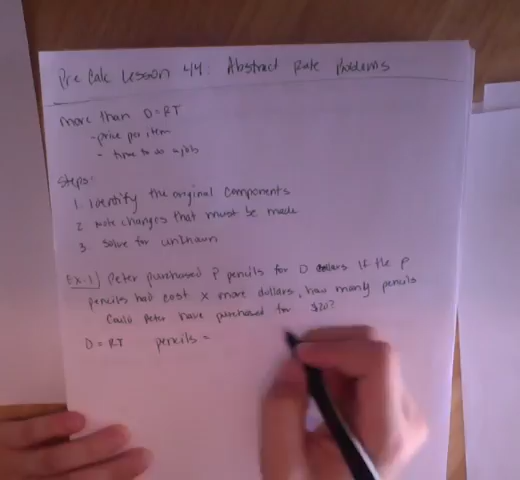 Pre Calc Lesson 44: Abstract Rate Problems
more than D=RT
- price per item
- time to do a job
Steps:
1. Identify the original components
2. Note changes that must be made
3. Solve for unknown
Ex.1] Peter purchased P pencils for D dollars If the P
pencils had cost x more dollars, how many pencils
could Peter have purchased for $20?
D = RT pencils =